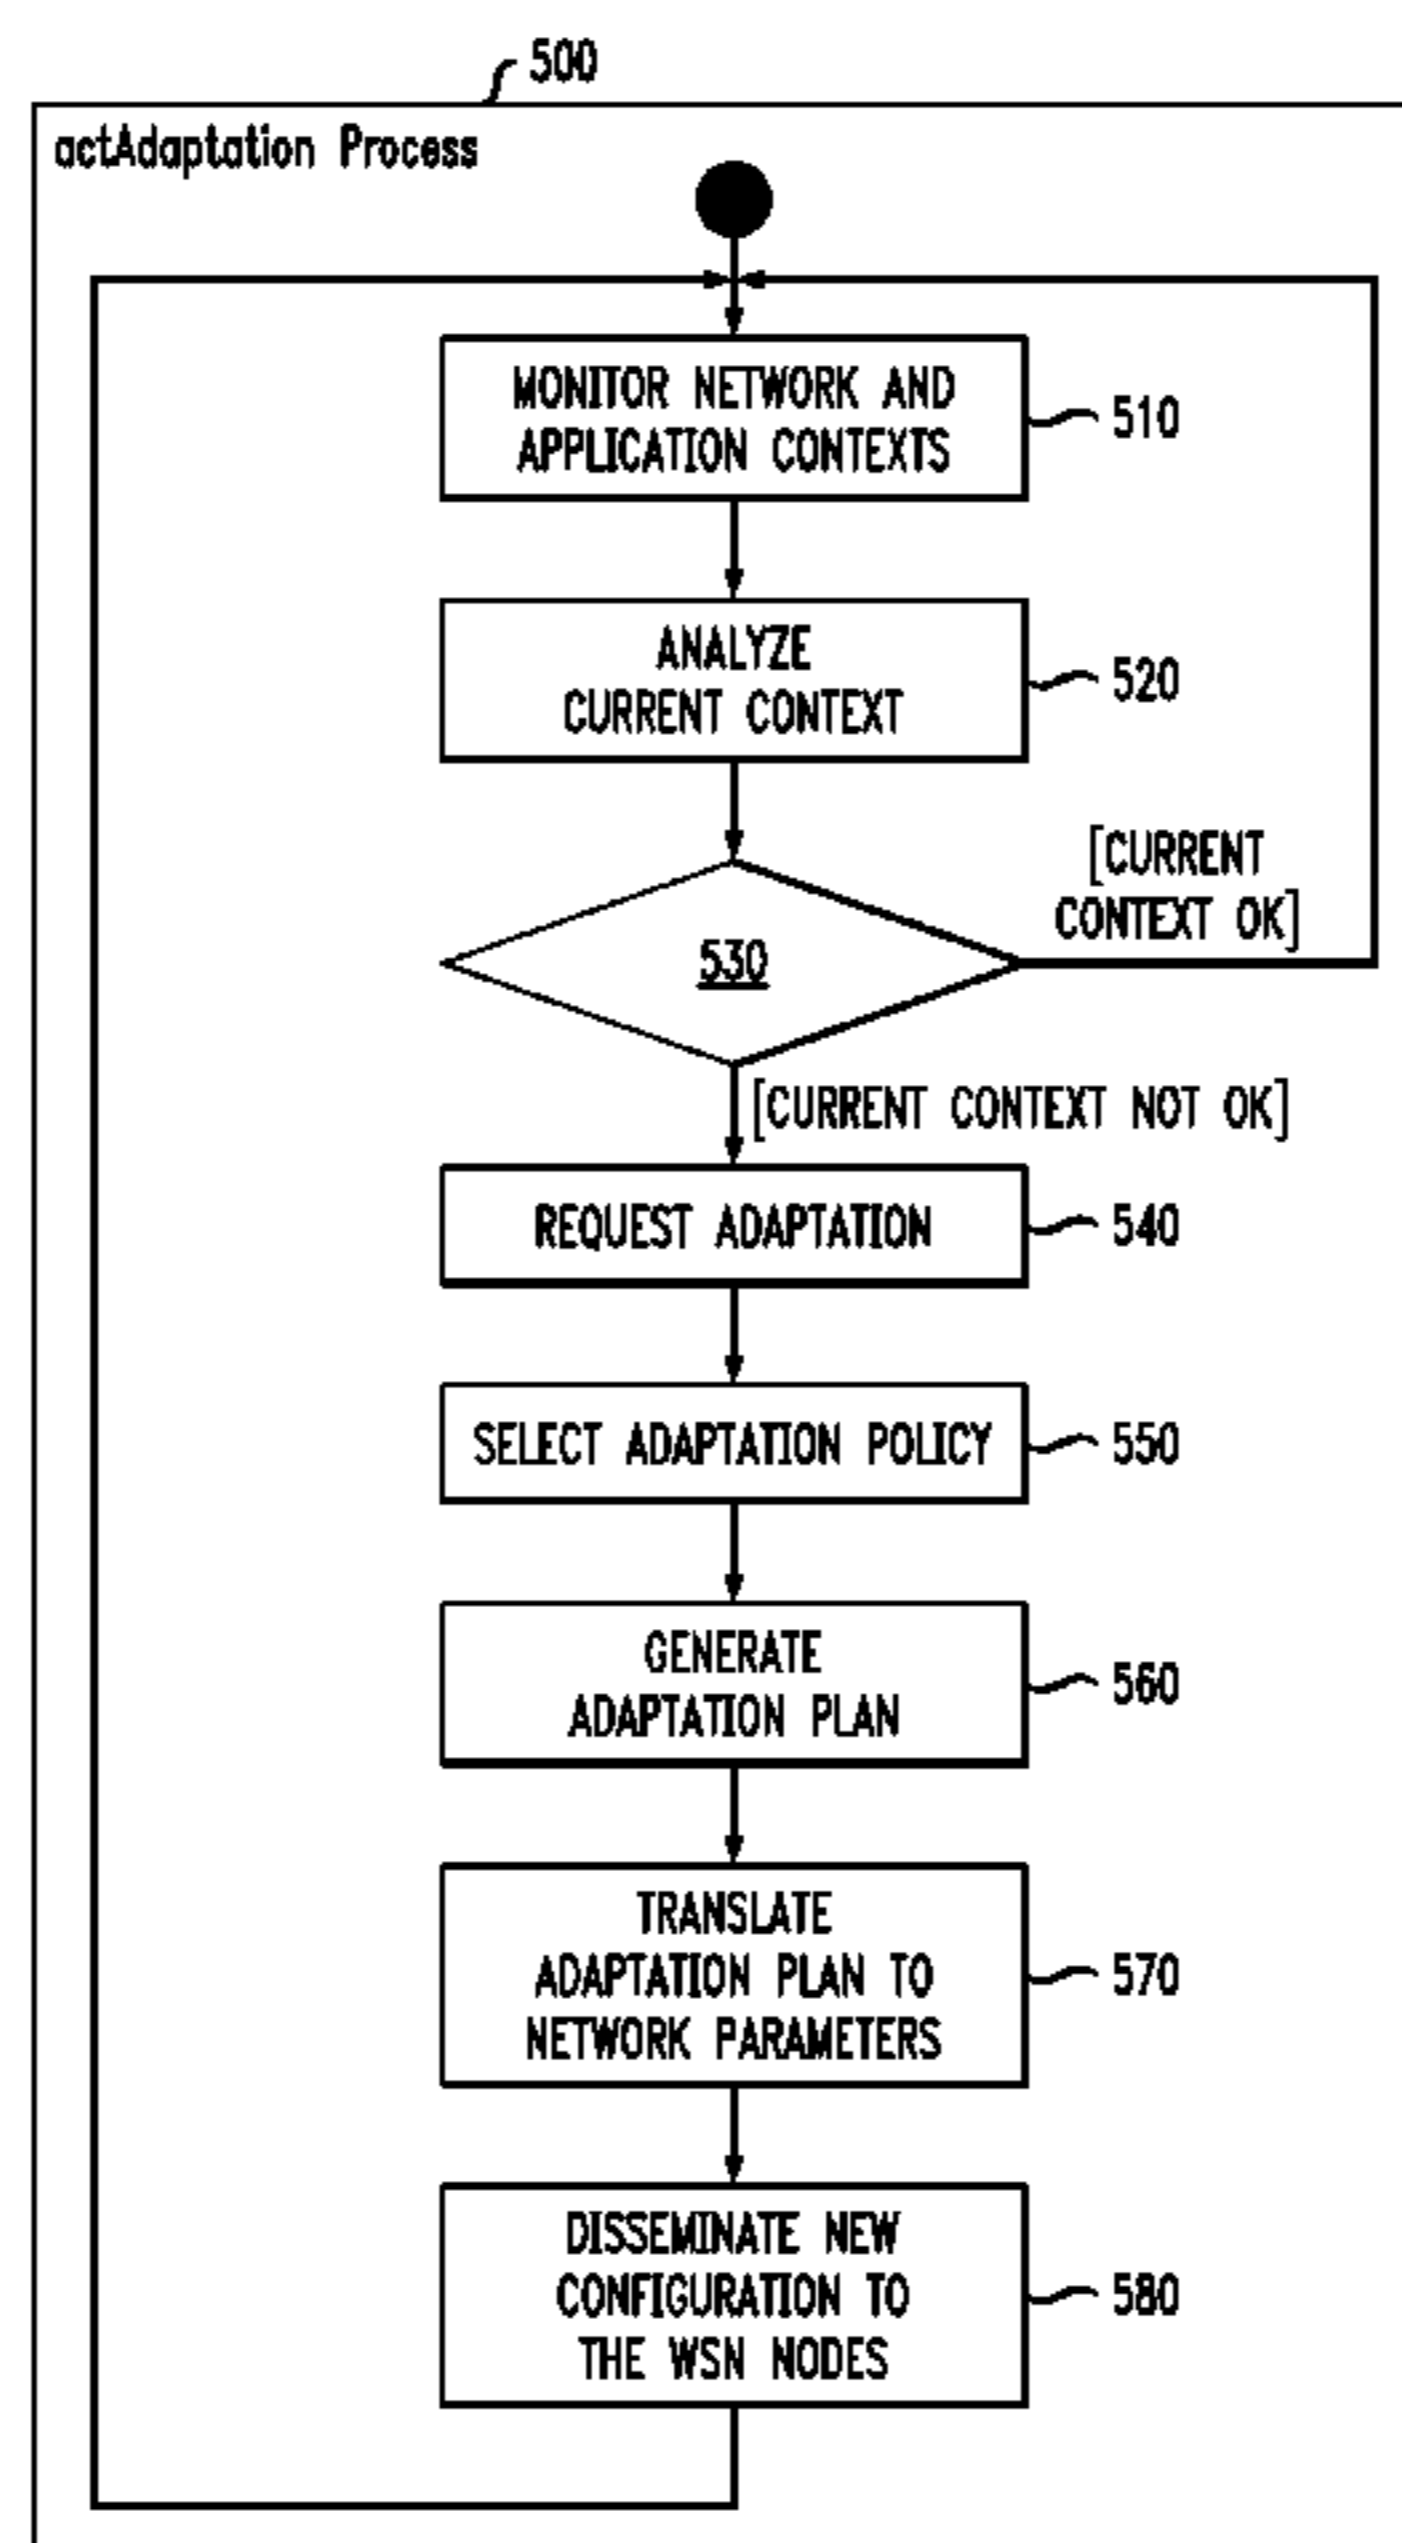 500
actAdaptation Process
MONITOR NETWORK AND
APPLICATION CONTEXTS
510
ANALYZE
CURRENT CONTEXT
520
[CURRENT
CONTEXT OK]
530
[CURRENT CONTEXT NOT OK]
REQUEST ADAPTATION
540
SELECT ADAPTATION POLICY
550
GENERATE
ADAPTATION PLAN
560
TRANSLATE
ADAPTATION PLAN TO
NETWORK PARAMETERS
570
DISSEMINATE NEW
CONFIGURATION TO
THE WSN NODES
580